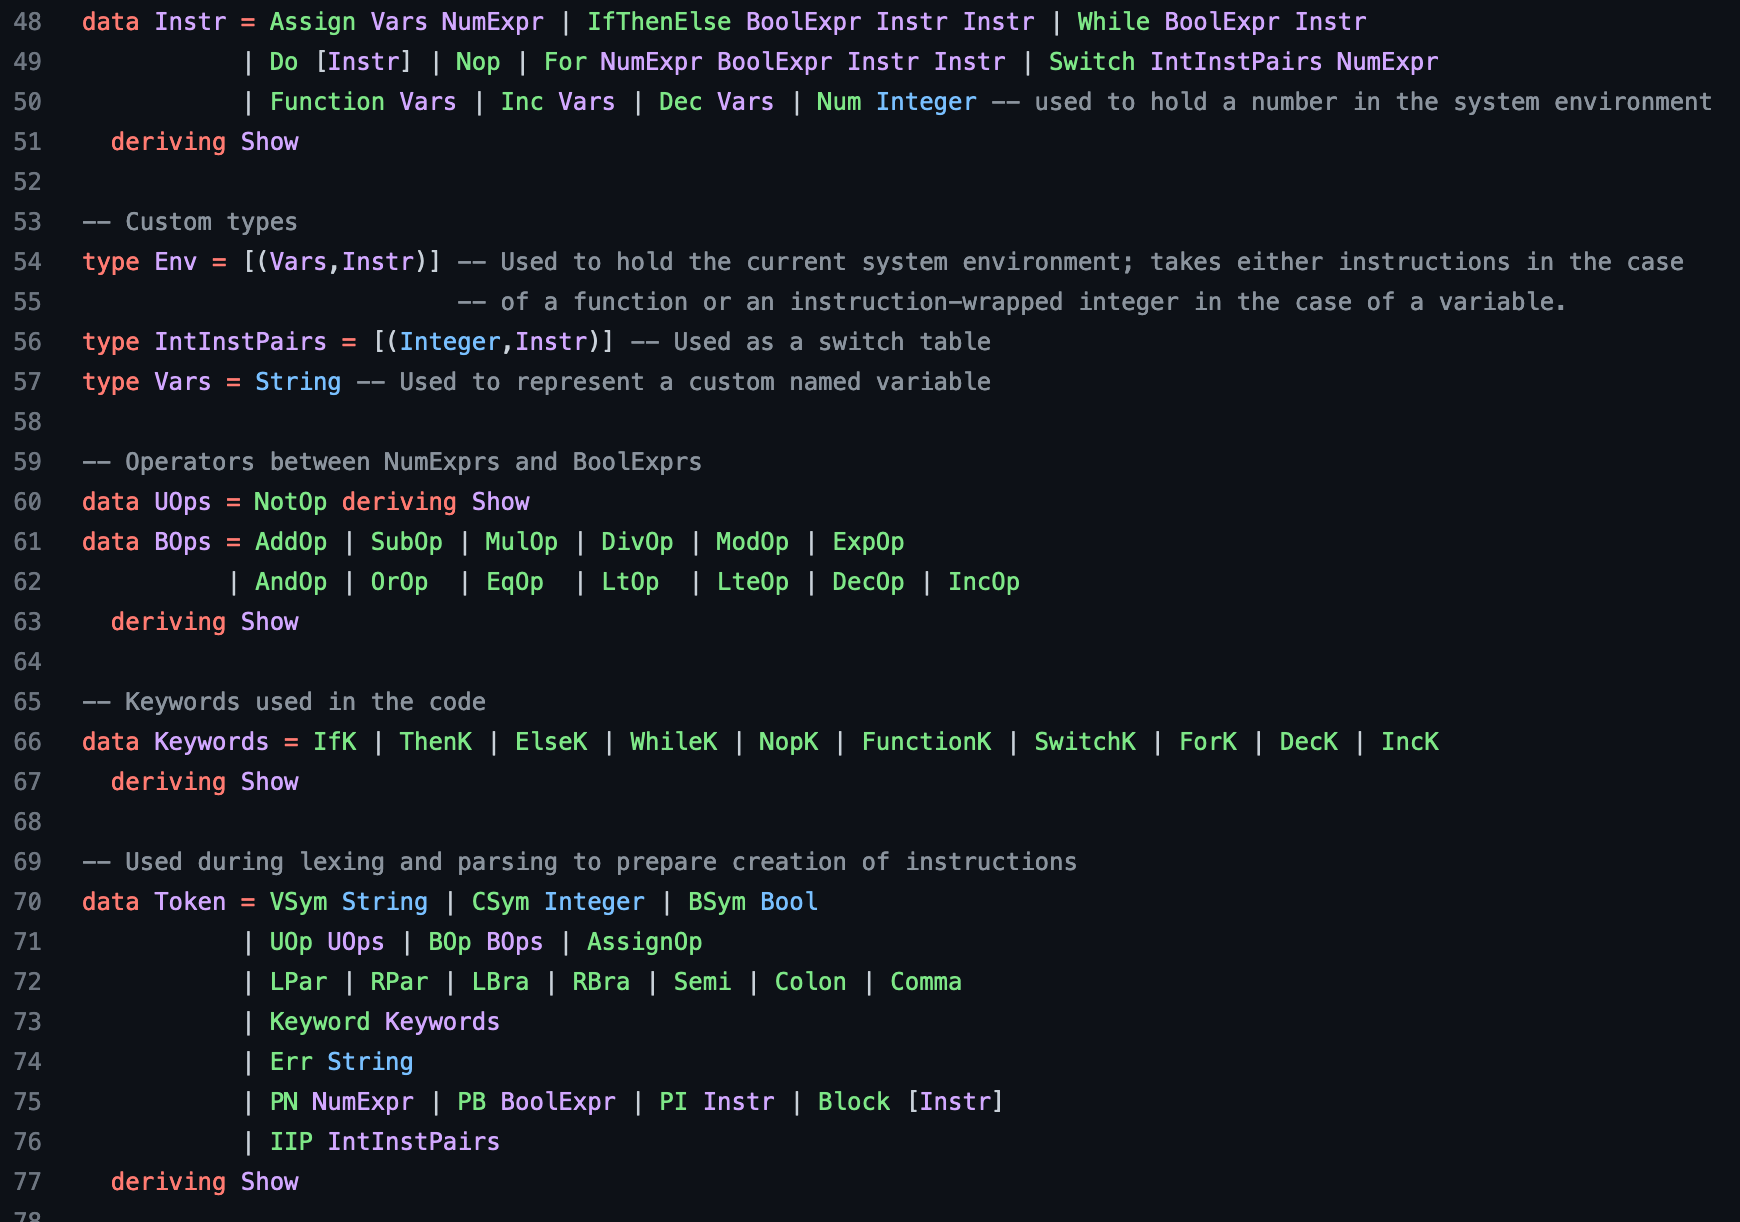 48 data Instr = Assign Vars NumExpr | IfThenElse BoolExpr Instr Instr | While BoolExpr Instr
49 | Do [Instr] | Nop | For NumExpr BoolExpr Instr Instr | Switch IntInstPairs NumExpr
50 | Function Vars | Inc Vars | Dec Vars | Num Integer -- used to hold a number in the system environment
51 deriving Show
52
53 -- Custom types
54 type Env = [(Vars,Instr)] -- Used to hold the current system environment; takes either instructions in the case
55 -- of a function or an instruction-wrapped integer in the case of a variable.
56 type IntInstPairs = [(Integer,Instr)] -- Used as a switch table
57 type Vars = String -- Used to represent a custom named variable
58
59 -- Operators between NumExprs and BoolExprs
60 data UOps = NotOp deriving Show
61 data BOps = AddOp | SubOp | MulOp | DivOp | ModOp | ExpOp
62 | AndOp | OrOp | EqOp | LtOp | LteOp | DecOp | IncOp
63 deriving Show
64
65 -- Keywords used in the code
66 data Keywords = IfK | ThenK | ElseK | WhileK | NopK | FunctionK | SwitchK | ForK | DecK | IncK
67 deriving Show
68
69 -- Used during lexing and parsing to prepare creation of instructions
70 data Token = VSym String | CSym Integer | BSym Bool
71 | UOp UOps | BOp BOps | AssignOp
72 | LPar | RPar | LBra | RBra | Semi | Colon | Comma
73 | Keyword Keywords
74 | Err String
75 | PN NumExpr | PB BoolExpr | PI Instr | Block [Instr]
76 | IIP IntInstPairs
77 deriving Show
78